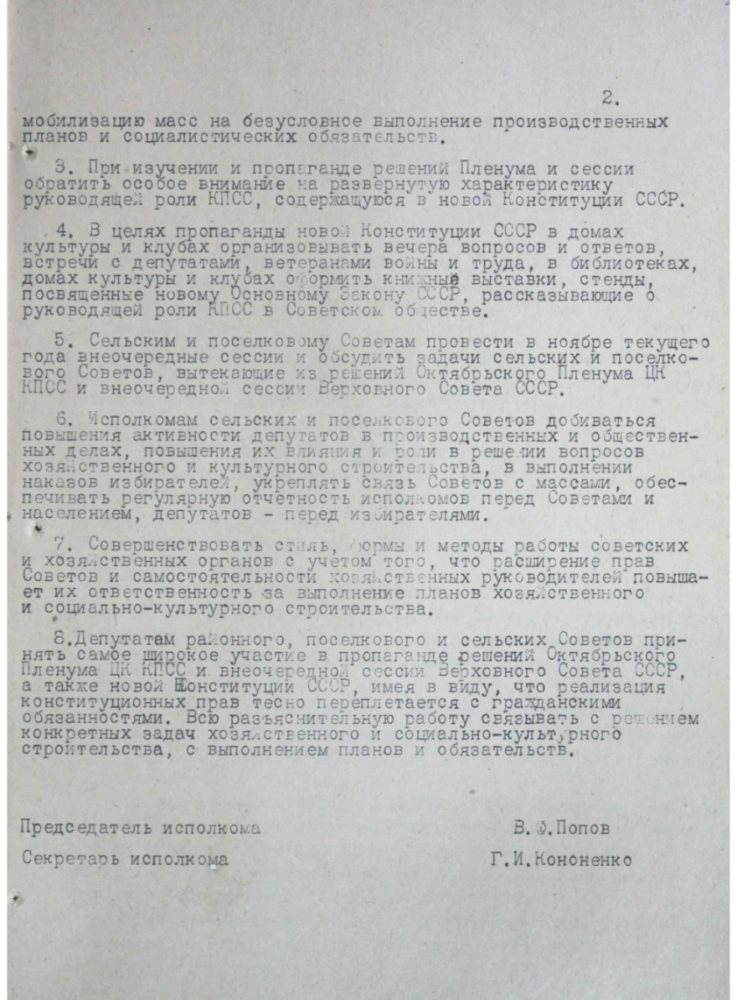 2.
мобилизацию масс на безусловное выполнение производственных
планов и социалистических обязательств.
3. При изучении и пропаганде решений Пленума и сессии
обратить особое внимание на развернутую характеристику
руководящей роли КПСС, содержащуюся в новой Конституции СССР.
4. В целях пропаганды новой Конституции СССР в домах
культуры и клубах организовывать вечера вопросов и ответов,
встречи с депутатами, ветеранами войны и труда, в библиотеках,
домах культуры и клубах оформить книжные выставки, стенды,
посвященные новому Основному Закону СССР, рассказывающие о
руководящей роли КПСС в Советском обществе.
5. Сельским и поселковому Советам провести в ноябре текущего
года внеочередные сессии и обсудить задачи сельских и поселко-
вого Советов, вытекающие из решений Октябрьского Пленума ЦК
КПСС и внеочередной сессии Верховного Совета СССР.
6. Исполкомам сельских и поселкового Советов добиваться
повышения активности депутатов в производственных и обществен-
ных делах, повышения их влияния и роли в решении вопросов
хозяйственного и культурного строительства, в выполнении
наказов избирателей, укреплять связь Советов с массами, обес-
печивать регулярную отчетность исполкомов перед Советами и
населением, депутатов - перед избирателями.
7. Совершенствовать стиль, формы и методы работы советских
и хозяйственных органов с учетом того, что расширение прав
Советов и самостоятельности хозяйственных руководителей повыша-
ет их ответственность за выполнение планов хозяйственного
и социально-культурного строительства.
8.Депутатам районного, поселкового и сельских Советов при-
нять самое широкое участие в пропаганде решений Октябрьского
Пленума ЦК КПСС и внеочередной сессии Верховного Совета СССР,
а также новой Конституции СССР, имея в виду, что реализация
конституционных прав тесно переплетается с гражданскими
обязанностями. Всю разъяснительную работу связывать с решением
конкретных задач хозяйственного и социально-культурного
строительства, с выполнением планов и обязательств.
Председатель исполкома В.Ф.Попов
Секретарь исполкома Г.И.Кононенко